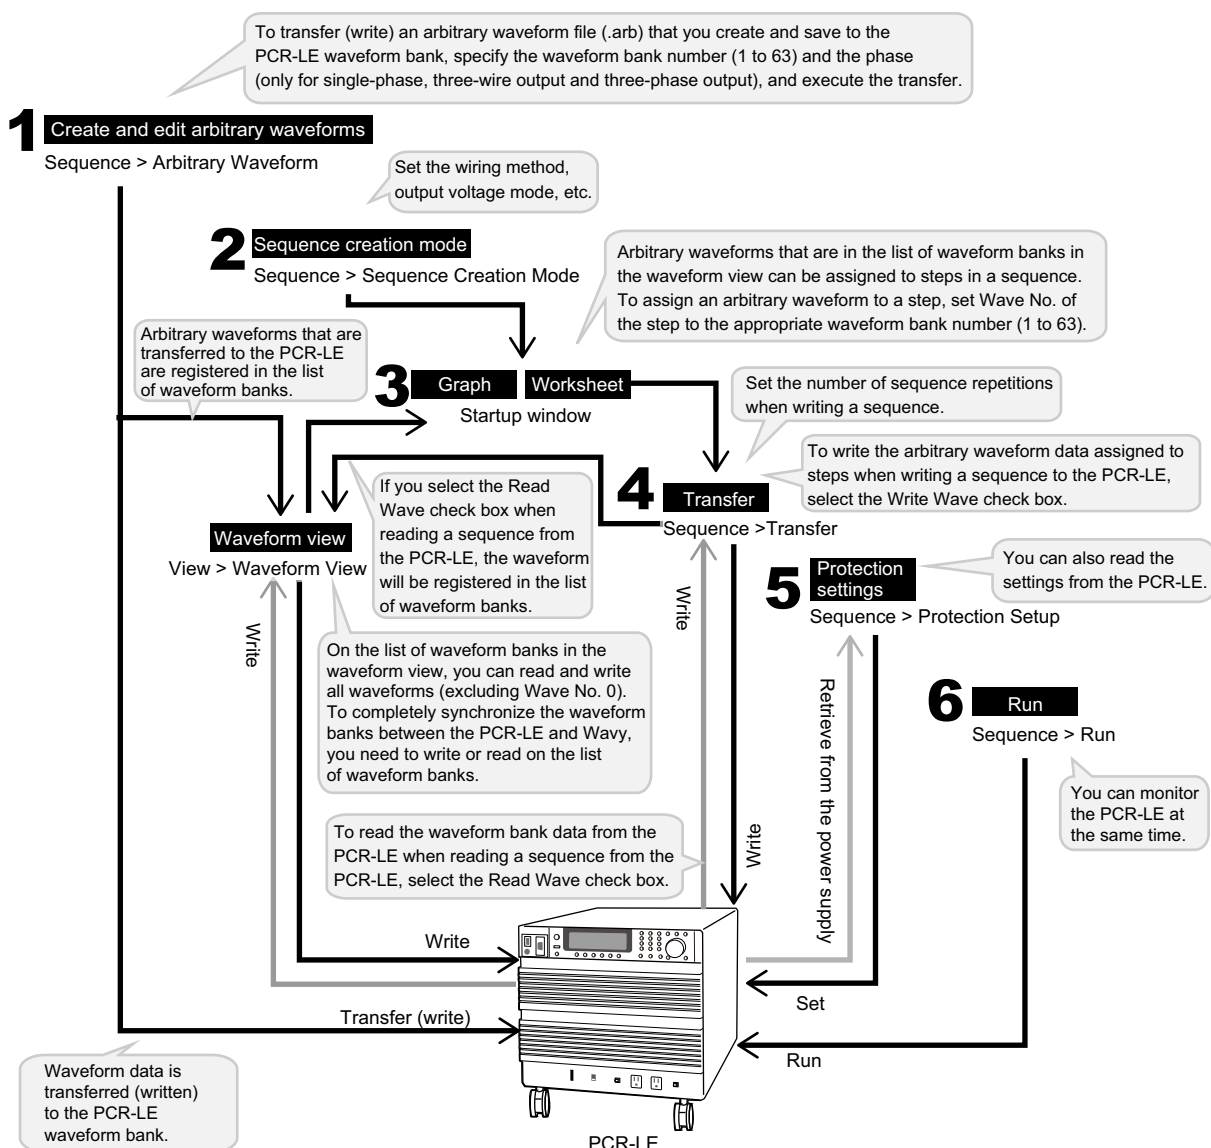 To transfer (write) an arbitrary waveform file (.arb) that you create and save to the
PCR-LE waveform bank, specify the waveform bank number (1 to 63) and the phase
(only for single-phase, three-wire output and three-phase output), and execute the transfer.
1 Create and edit arbitrary waveforms
Sequence > Arbitrary Waveform
Set the wiring method,
output voltage mode, etc.
2 Sequence creation mode
Sequence > Sequence Creation Mode
Arbitrary waveforms that are in the list of waveform banks in
the waveform view can be assigned to steps in a sequence.
To assign an arbitrary waveform to a step, set Wave No. of
the step to the appropriate waveform bank number (1 to 63).
Arbitrary waveforms that are
transferred to the PCR-LE
are registered in the list
of waveform banks.
3 Graph Worksheet
Startup window
Set the number of sequence repetitions
when writing a sequence.
To write the arbitrary waveform data assigned to
steps when writing a sequence to the PCR-LE,
select the Write Wave check box.
4 Transfer
Sequence >Transfer
If you select the Read
Wave check box when
reading a sequence from
the PCR-LE, the waveform
will be registered in the list
of waveform banks.
Waveform view
View > Waveform View
You can also read the
settings from the PCR-LE.
5 Protection
settings
Sequence > Protection Setup
Write
Write
On the list of waveform banks in the
waveform view, you can read and write
all waveforms (excluding Wave No. 0).
To completely synchronize the waveform
banks between the PCR-LE and Wavy,
you need to write or read on the list
of waveform banks.
Retrieve from the power supply
6 Run
Sequence > Run
You can monitor
the PCR-LE at
the same time.
To read the waveform bank data from the
PCR-LE when reading a sequence from the
PCR-LE, select the Read Wave check box.
Write
Write
Set
Transfer (write)
Run
Waveform data is
transferred (written)
to the PCR-LE
waveform bank.
PCR-LE